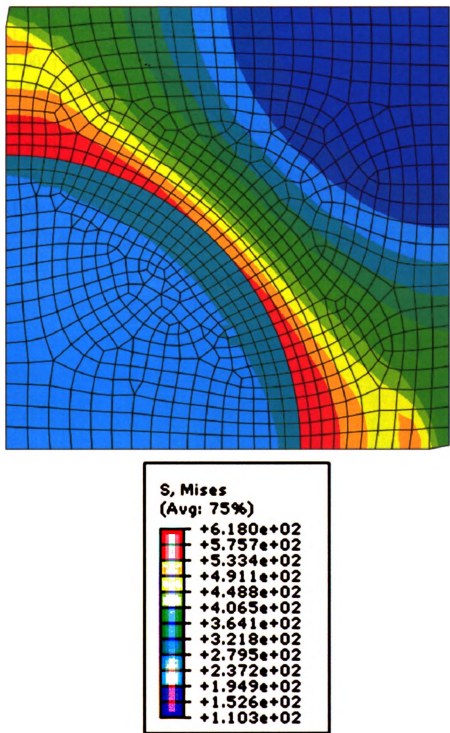 S, Mises
(Avg: 75%)
+6.180e+02
+5.757e+02
+5.334e+02
+4.911e+02
+4.488e+02
+4.065e+02
+3.641e+02
+3.218e+02
+2.795e+02
+2.372e+02
+1.949e+02
+1.526e+02
+1.103e+02